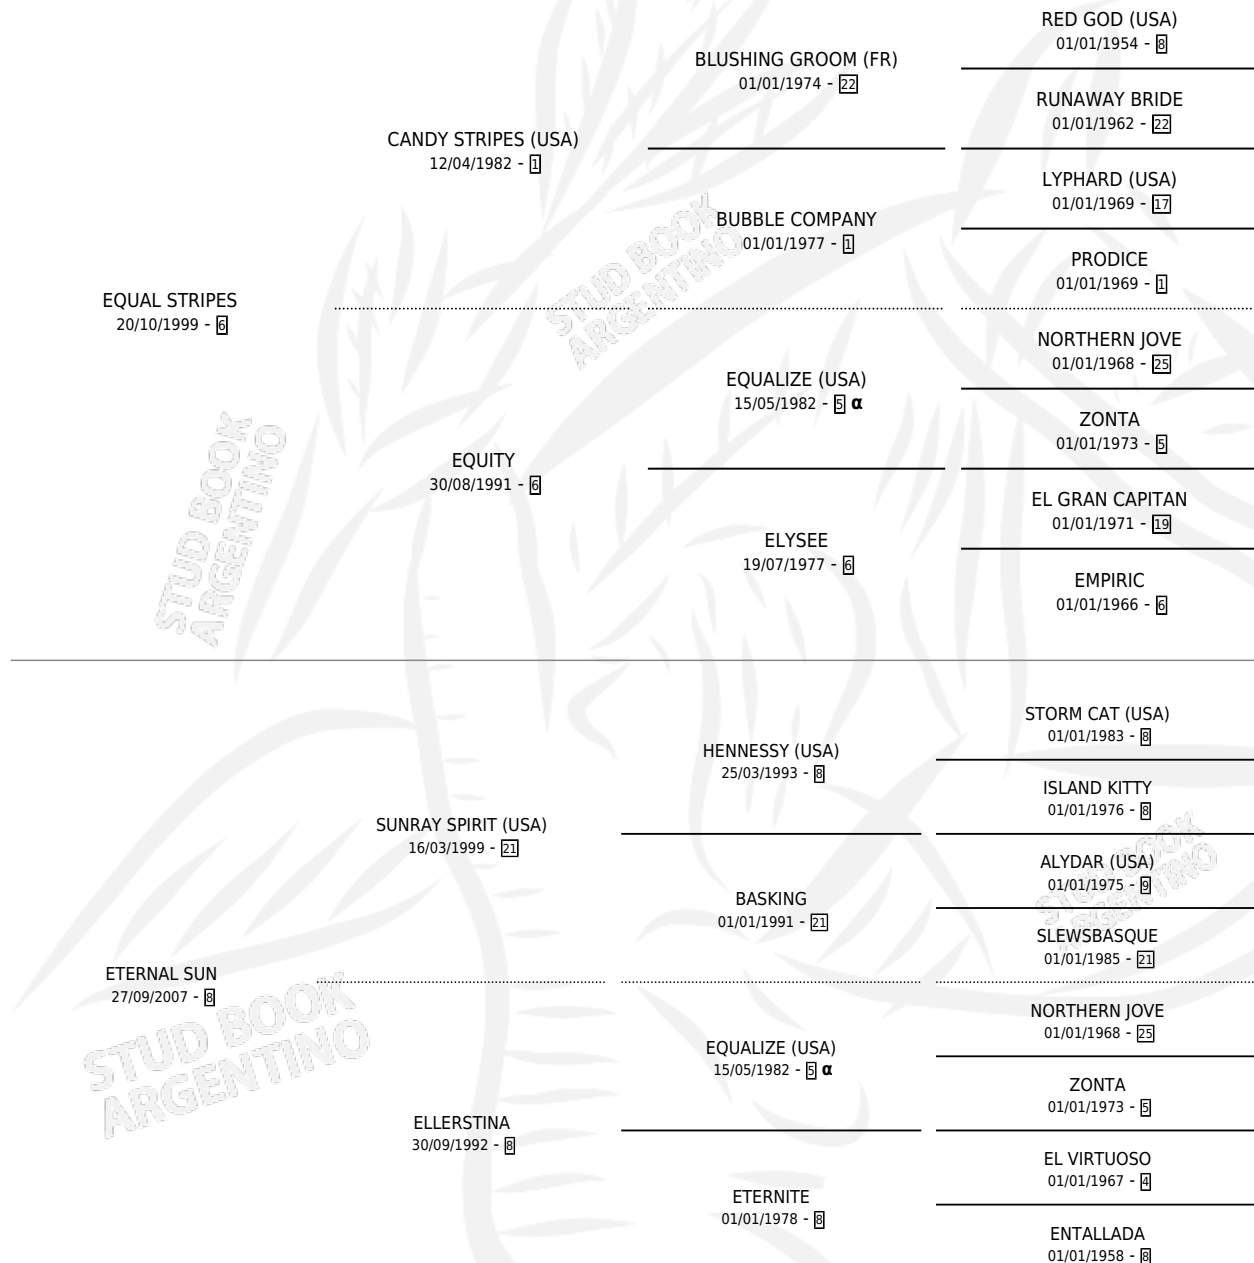 RED GOD (USA)
01/01/1954 - 8
BLUSHING GROOM (FR)
01/01/1974 - 22
RUNAWAY BRIDE
01/01/1962 - 22
CANDY STRIPES (USA)
12/04/1982 - 1
LYPHARD (USA)
01/01/1969 - 17
BUBBLE COMPANY
01/01/1977 - 1
PRODICE
01/01/1969 - 1
EQUAL STRIPES
20/10/1999 - 6
NORTHERN JOVE
01/01/1968 - 25
EQUALIZE (USA)
15/05/1982 - 5 α
ZONTA
01/01/1973 - 5
EQUITY
30/08/1991 - 6
EL GRAN CAPITAN
01/01/1971 - 19
ELYSEE
19/07/1977 - 6
EMPIRIC
01/01/1966 - 6
STUD BOOK
ARGENTINO
STUD BOOK
ARGENTINO
STORM CAT (USA)
01/01/1983 - 8
HENNESSY (USA)
25/03/1993 - 8
ISLAND KITTY
01/01/1976 - 8
SUNRAY SPIRIT (USA)
16/03/1999 - 21
ALYDAR (USA)
01/01/1975 - 9
BASKING
01/01/1991 - 21
SLEWSBASQUE
01/01/1985 - 21
ETERNAL SUN
27/09/2007 - 8
NORTHERN JOVE
01/01/1968 - 25
EQUALIZE (USA)
15/05/1982 - 5 α
ZONTA
01/01/1973 - 5
ELLERSTINA
30/09/1992 - 8
EL VIRTUOSO
01/01/1967 - 4
ETERNITE
01/01/1978 - 8
ENTALLADA
01/01/1958 - 8
STUD BOOK
ARGENTINO
STUD BOOK
ARGENTINO